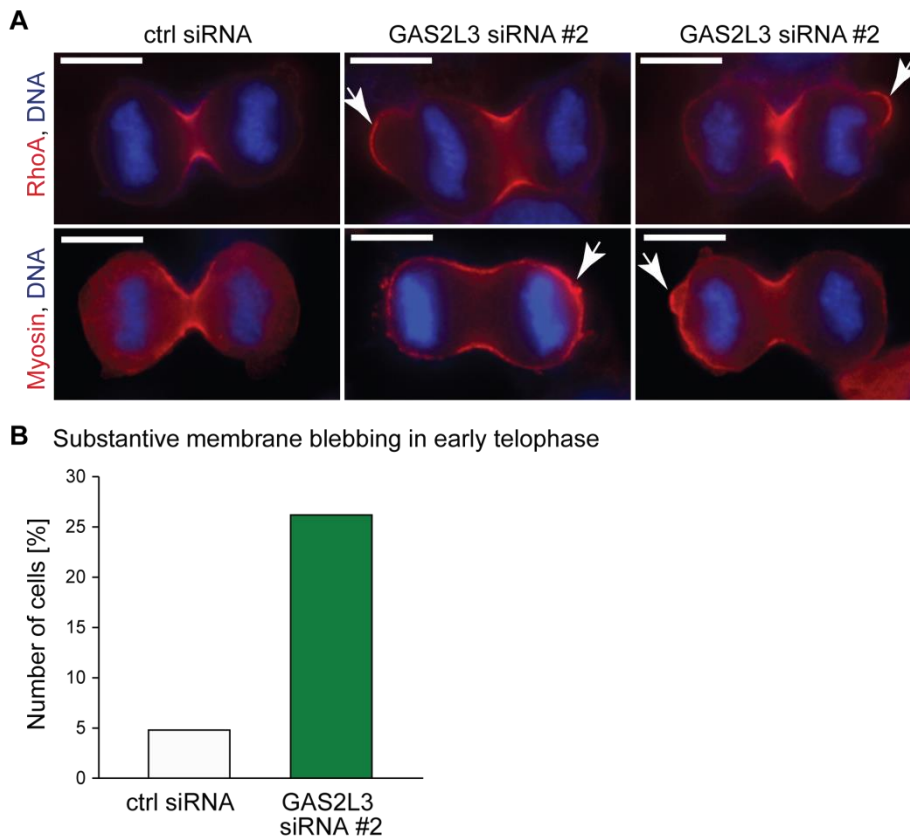 A
ctrl siRNA
GAS2L3 siRNA #2
GAS2L3 siRNA #2
RhoA, DNA
Myosin, DNA
B Substantive membrane blebbing in early telophase
Number of cells [%]
30
25
20
15
10
5
0
ctrl siRNA
GAS2L3
siRNA #2